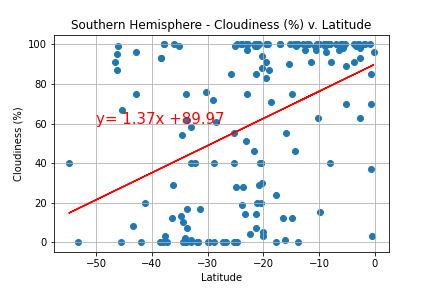 Southern Hemisphere - Cloudiness (%) v. Latitude
100
80
60
40
20
0
Cloudiness (%)
y= 1.37x +89.97
−50 −40 −30 −20 −10 0
Latitude